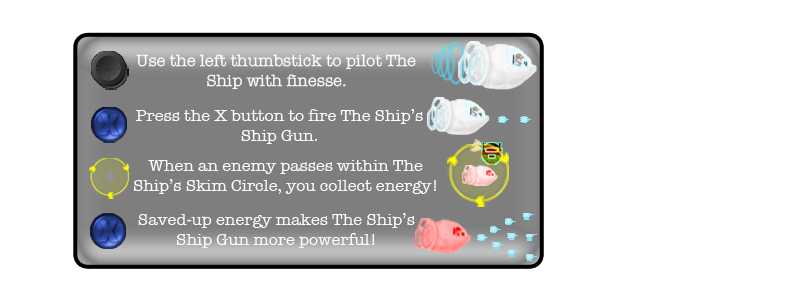 Use the left thumbstick to pilot The
Ship with finesse.
Press the X button to fire The Ship's
Ship Gun.
When an enemy passes within The
Ship's Skim Circle, you collect energy!
Saved-up energy makes The Ship's
Ship Gun more powerful!